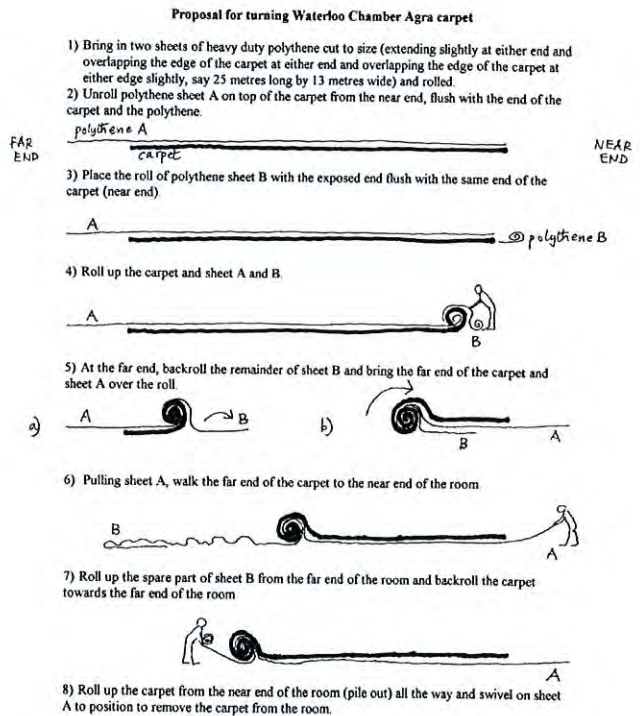 Proposal for turning Waterloo Chamber Agra carpet
1) Bring in two sheets of heavy duty polythene cut to size (extending slightly at either end and
overlapping the edge of the carpet at either end and overlapping the edge of the carpet at
either edge slightly, say 25 metres long by 13 metres wide) and rolled.
2) Unroll polythene sheet A on top of the carpet from the near end, flush with the end of the
carpet and the polythene.
polythene A
FAR
END
carpet
NEAR
END
3) Place the roll of polythene sheet B with the exposed end flush with the same end of the
carpet (near end)
A
polythene B
4) Roll up the carpet and sheet A and B.
A
B
5) At the far end, backroll the remainder of sheet B and bring the far end of the carpet and
sheet A over the roll.
a) A B b) B A
6) Pulling sheet A, walk the far end of the carpet to the near end of the room
B
A
7) Roll up the spare part of sheet B from the far end of the room and backroll the carpet
towards the far end of the room
A
8) Roll up the carpet from the near end of the room (pile out) all the way and swivel on sheet
A to position to remove the carpet from the room.